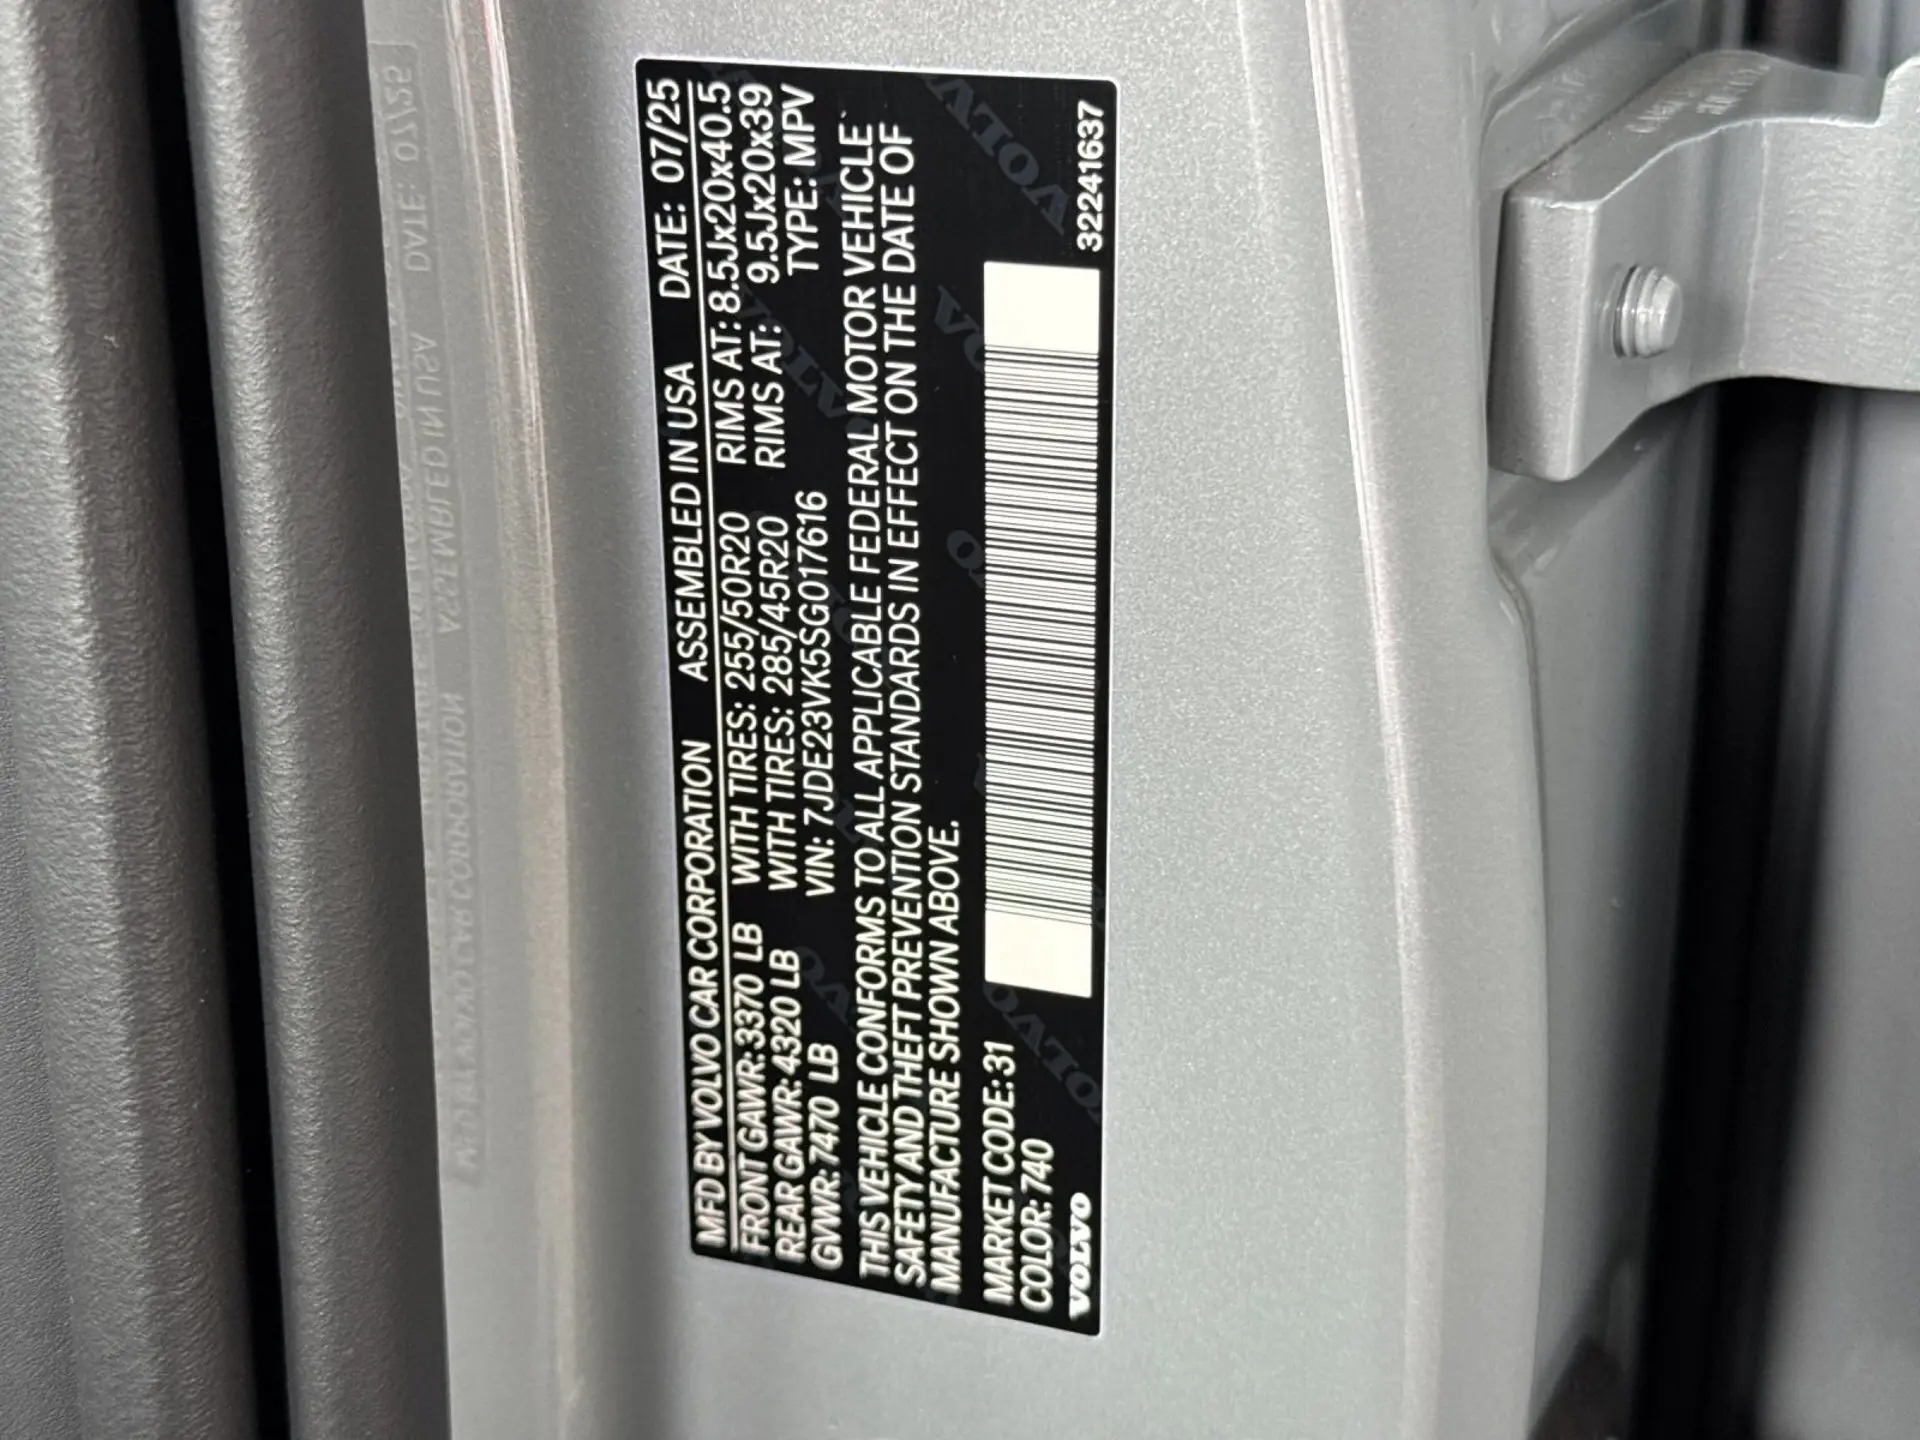 MFD BY VOLVO CAR CORPORATION ASSEMBLED IN USA DATE: 07/25
FRONT GAWR: 3370 LB WITH TIRES: 255/50R20 RIMS AT: 8.5Jx20x40.5
REAR GAWR: 4320 LB WITH TIRES: 285/45R20 RIMS AT: 9.5Jx20x39
GVWR: 7470 LB VIN: 7JDE23VK5SG017616 TYPE: MPV
THIS VEHICLE CONFORMS TO ALL APPLICABLE FEDERAL MOTOR VEHICLE
SAFETY AND THEFT PREVENTION STANDARDS IN EFFECT ON THE DATE OF
MANUFACTURE SHOWN ABOVE.
MARKET CODE: 31
COLOR: 740
VOLVO 32241637